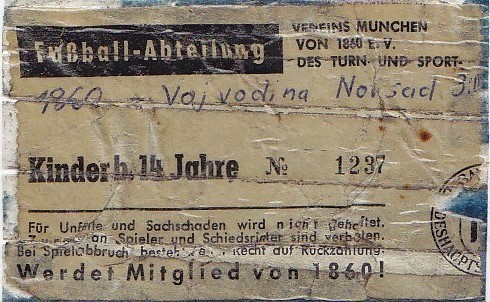 Fußball-Abteilung
VEREINS MÜNCHEN
VON 1860 E. V.
DES TURN- UND SPORT-
1860 - Vojvodina Novsad 3:0
Kinder b. 14 Jahre № 1237
Für Unfälle und Sachschaden wird nicht gehaftet.
an Spieler und Schiedsrichter sind verboten.
Bei Spielabbruch besteht Recht auf Rückzahlung.
Werdet Mitglied von 1860!
DESHAUPT